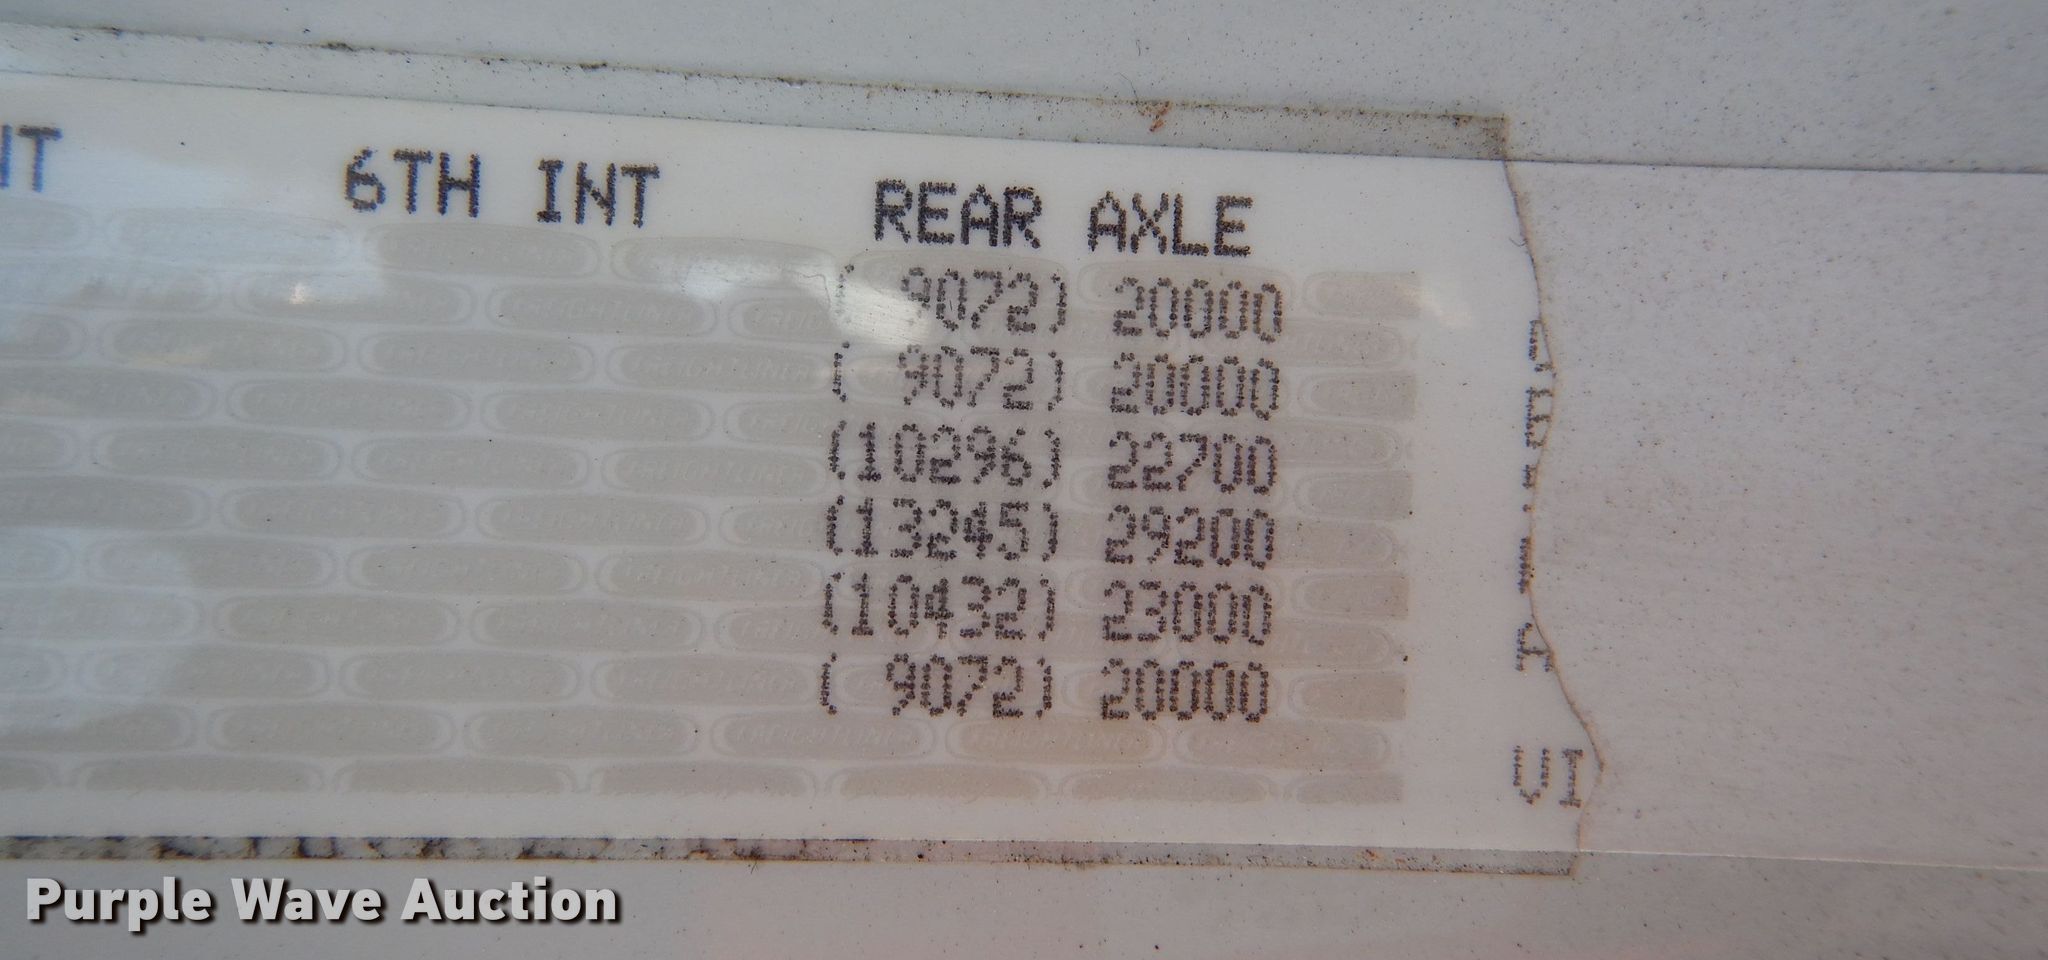 NT 6TH INT REAR AXLE
( 9072) 20000
( 9072) 20000
(10296) 22700
(13245) 29200
(10432) 23000
( 9072) 20000
Purple Wave Auction